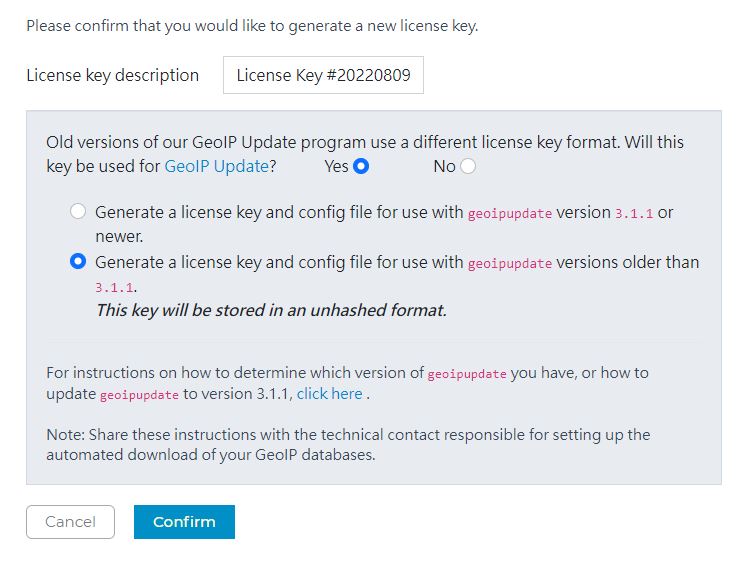 Please confirm that you would like to generate a new license key.
License key description License Key #20220809
Old versions of our GeoIP Update program use a different license key format. Will this
key be used for GeoIP Update? Yes No
Generate a license key and config file for use with geoipupdate version 3.1.1 or
newer.
Generate a license key and config file for use with geoipupdate versions older than
3.1.1.
This key will be stored in an unhashed format.
For instructions on how to determine which version of geoipupdate you have, or how to
update geoipupdate to version 3.1.1, click here .
Note: Share these instructions with the technical contact responsible for setting up the
automated download of your GeoIP databases.
Cancel Confirm